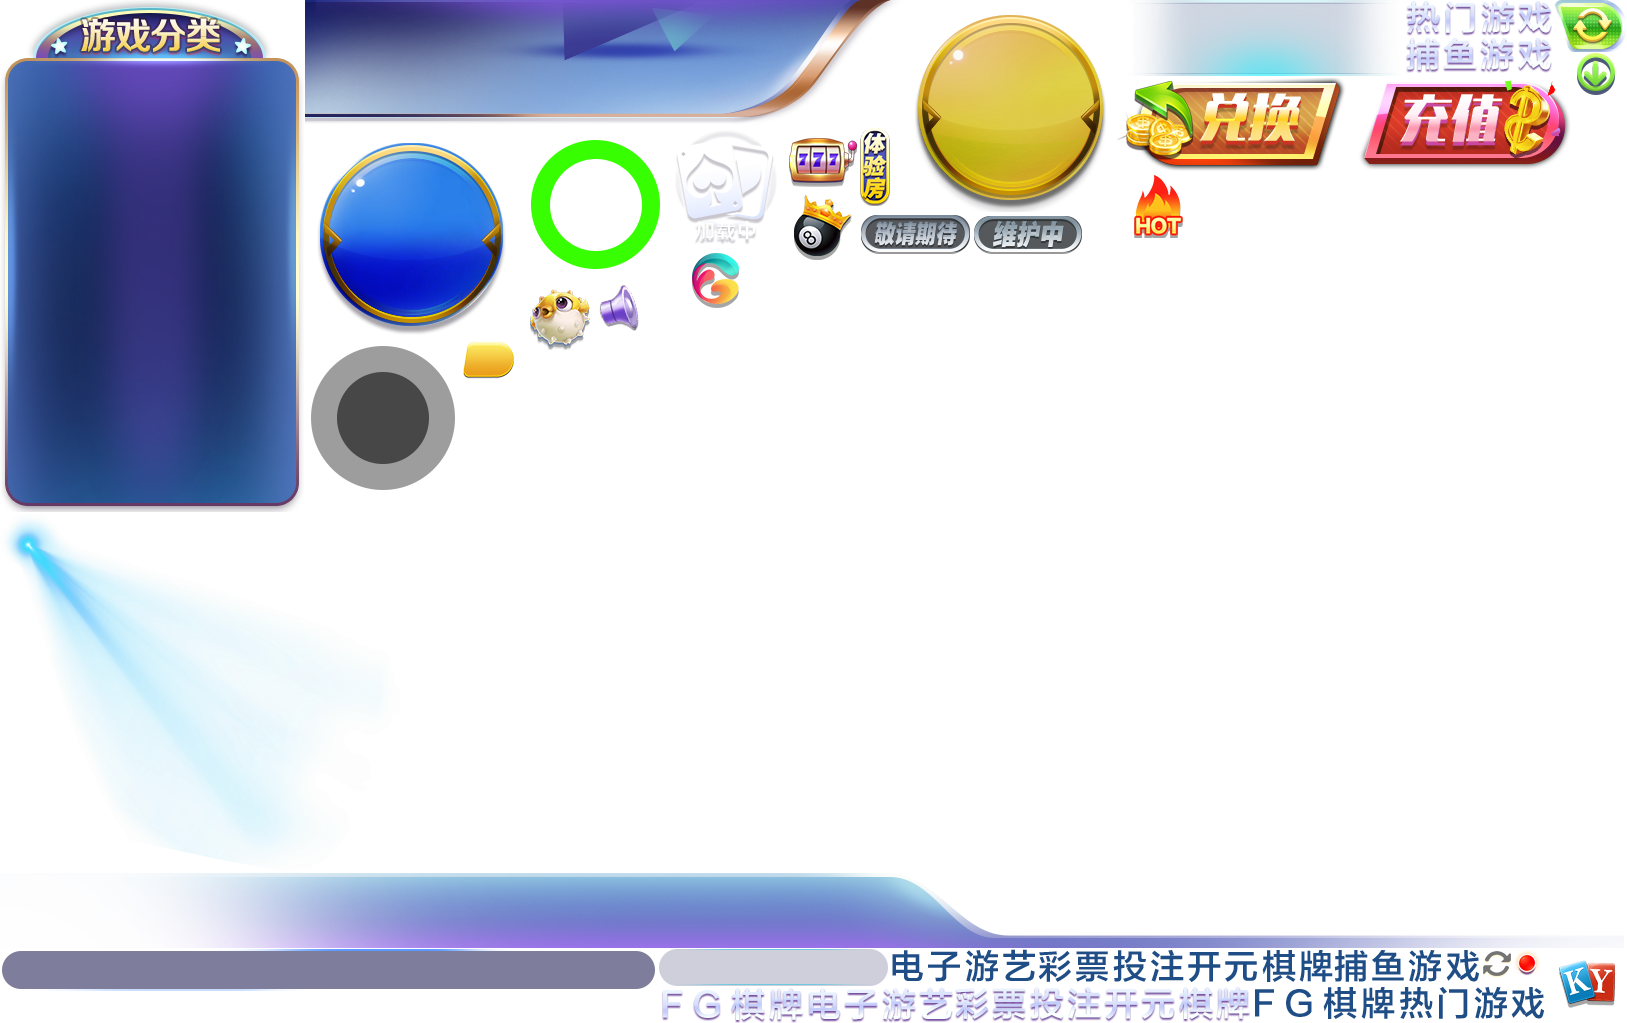 游戏分类
热门游戏
捕鱼游戏
兑换
充值
777
体验房
加载中
8
敬请期待
维护中
HOT
电子游艺彩票投注开元棋牌捕鱼游戏
FG棋牌电子游艺彩票投注开元棋牌
FG棋牌热门游戏
KY